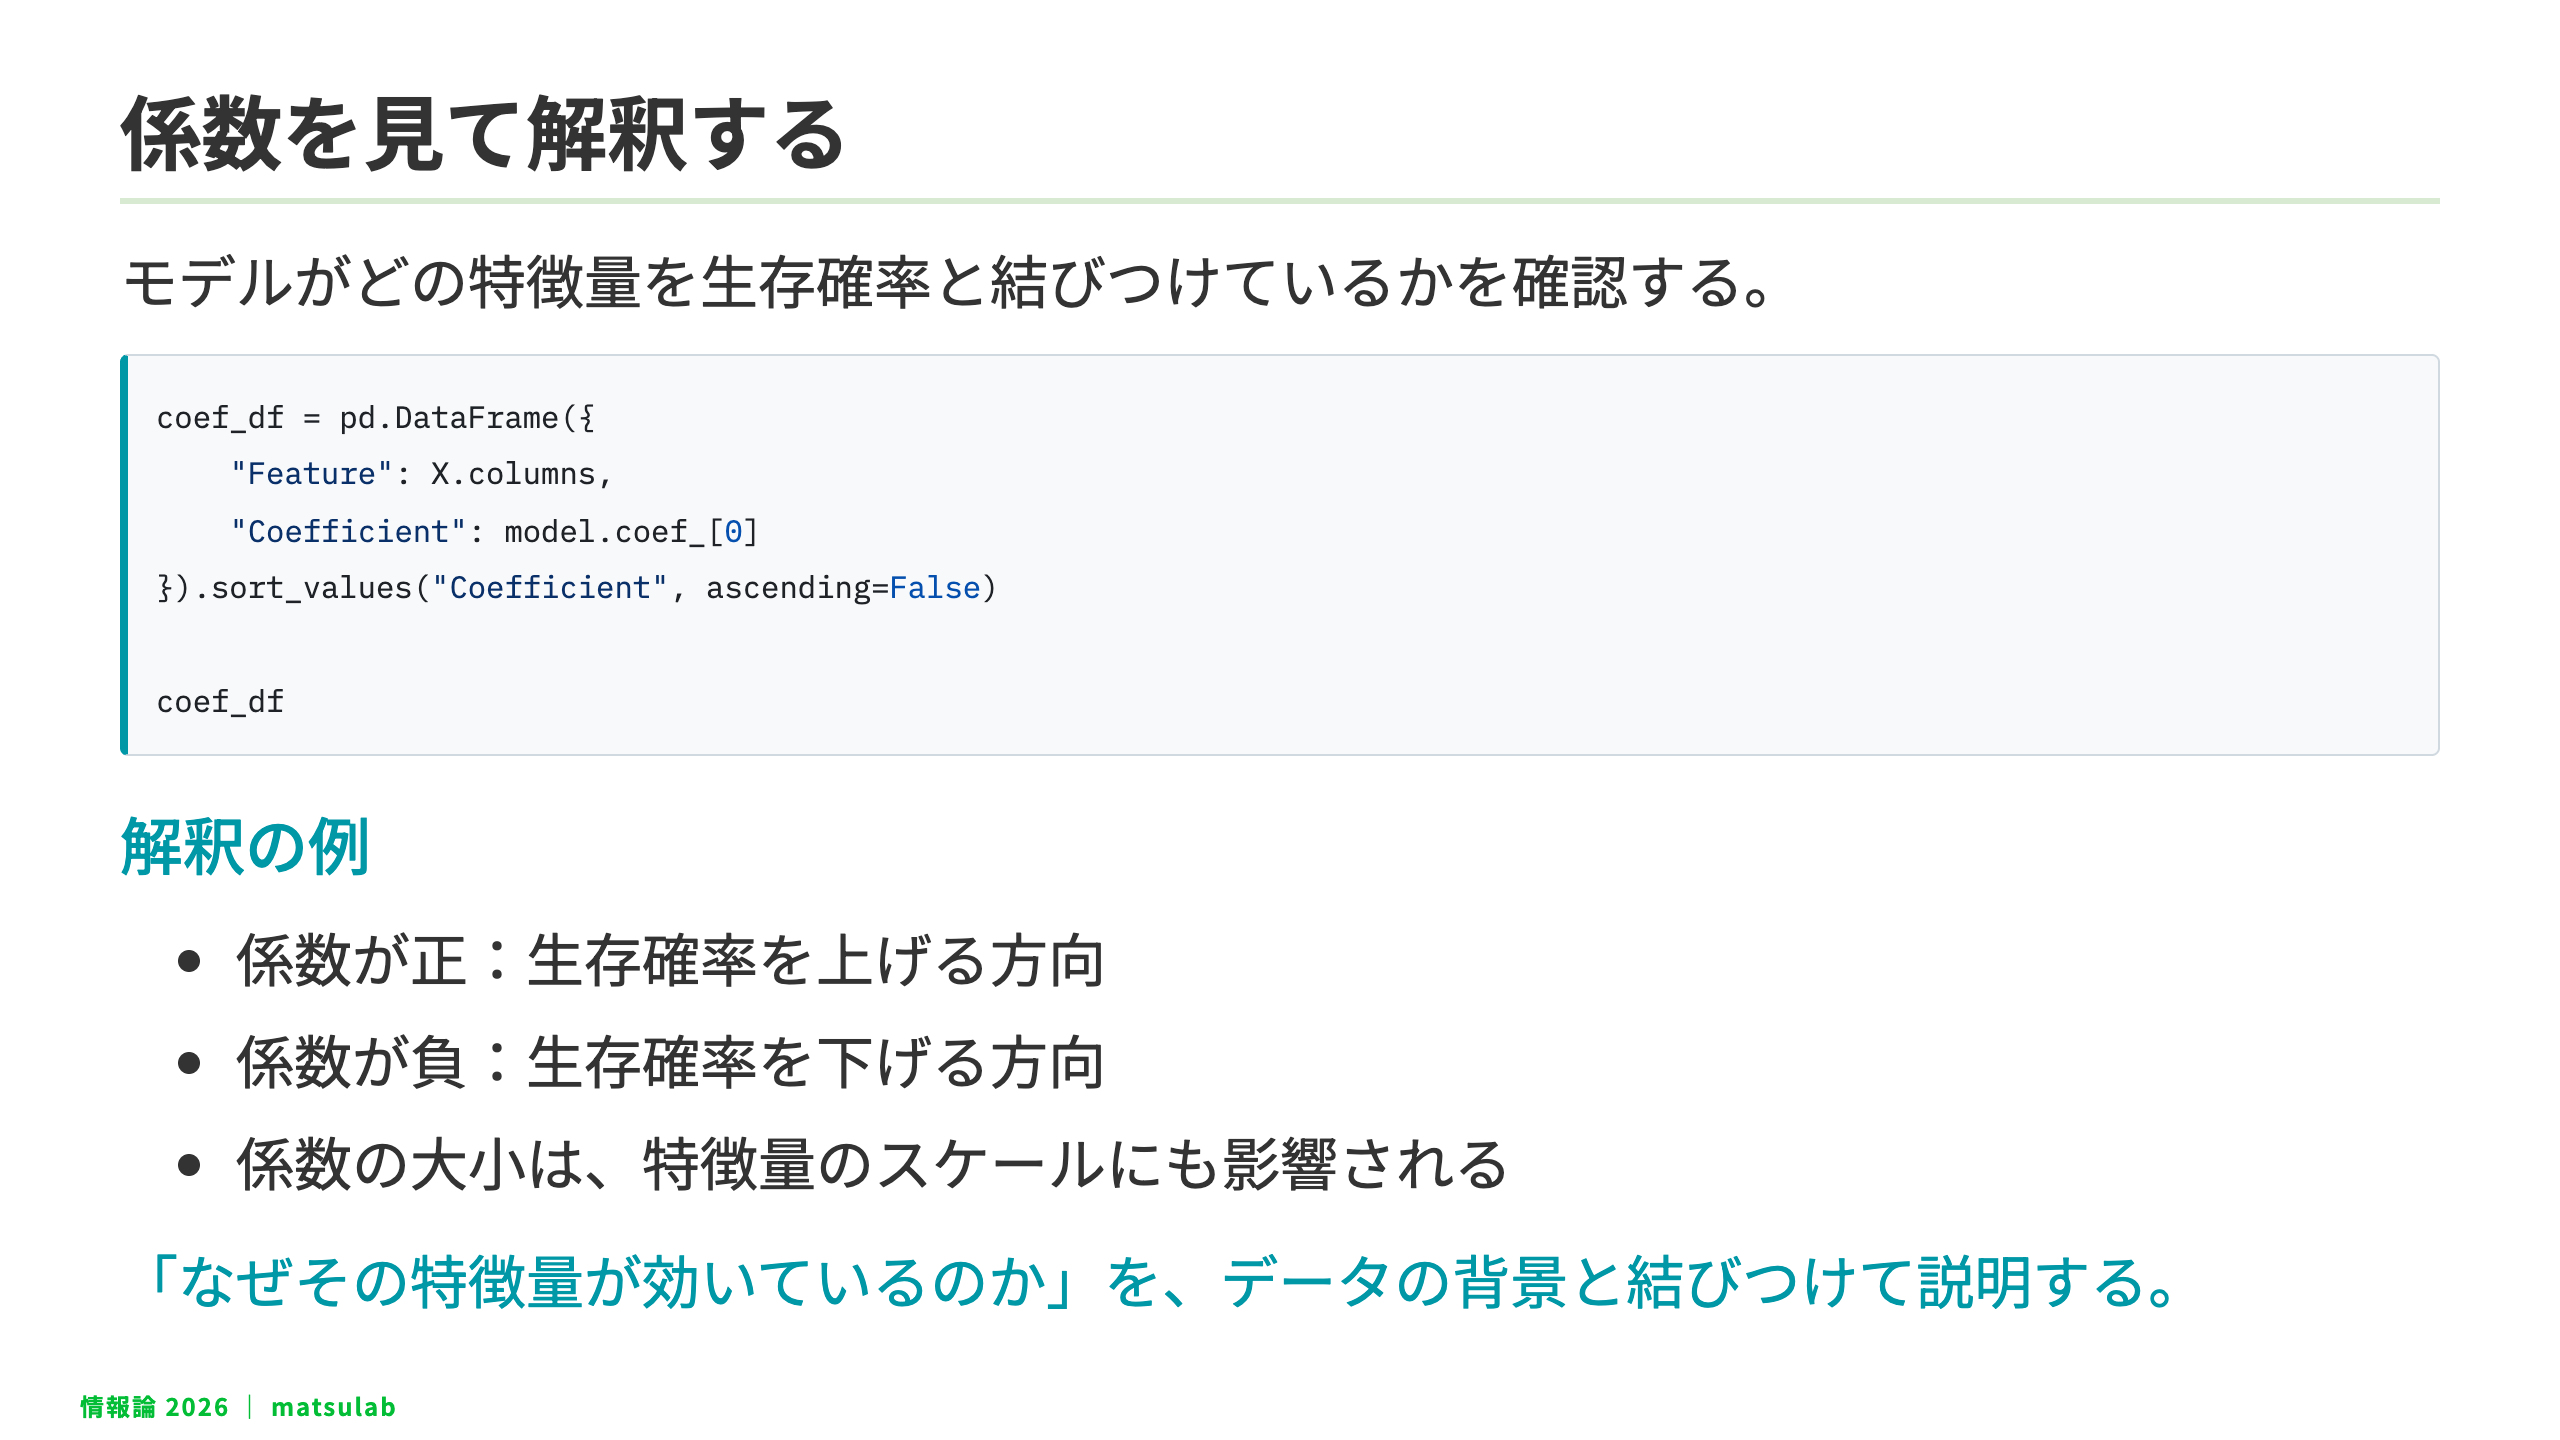 係数を見て解釈する
モデルがどの特徴量を生存確率と結びつけているかを確認する。
coef_df = pd.DataFrame({
    "Feature": X.columns,
    "Coefficient": model.coef_[0]
}).sort_values("Coefficient", ascending=False)

coef_df
解釈の例
• 係数が正：生存確率を上げる方向
• 係数が負：生存確率を下げる方向
• 係数の大小は、特徴量のスケールにも影響される
「なぜその特徴量が効いているのか」を、データの背景と結びつけて説明する。
情報論 2026 ｜ matsulab